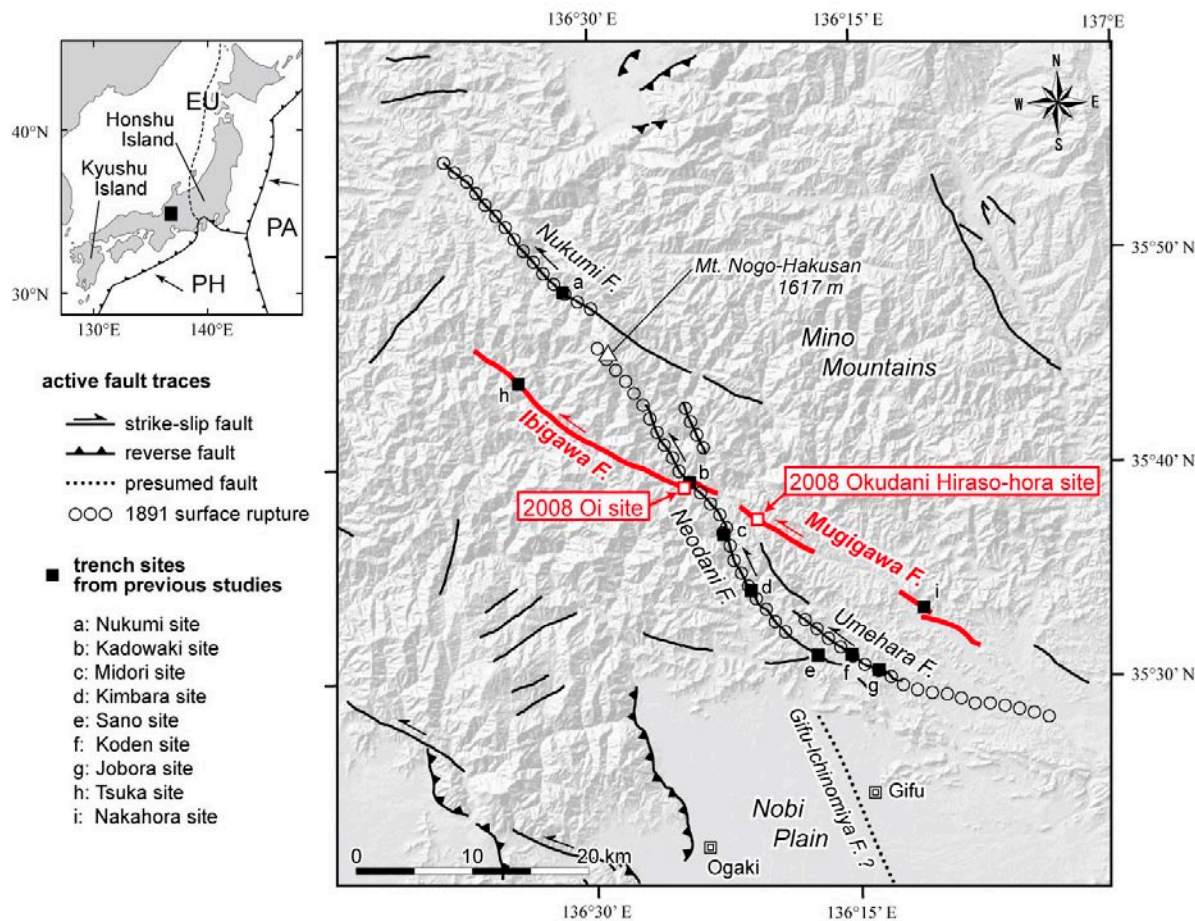 136°30' E
136°15' E
137°E
EU
Honshu
Island
Kyushu
Island
PA
PH
40°N
30°N
130°E
140°E
active fault traces
strike-slip fault
reverse fault
presumed fault
1891 surface rupture
trench sites
from previous studies
a: Nukumi site
b: Kadowaki site
c: Midori site
d: Kimbara site
e: Sano site
f: Koden site
g: Jobora site
h: Tsuka site
i: Nakahora site
N
W
E
S
Nukumi F.
a
Mt. Nogo-Hakusan
1617 m
Mino
Mountains
35°50' N
h
Ibigawa F.
b
2008 Oi site
2008 Okudani Hiraso-hora site
35°40' N
Neodani F.
c
Mugigawa F.
d
i
Umehara F.
e
f
g
35°30' N
Gifu-Ichinomiya F. ?
Gifu
Nobi
Plain
Ogaki
0
10
20 km
136°30' E
136°15' E